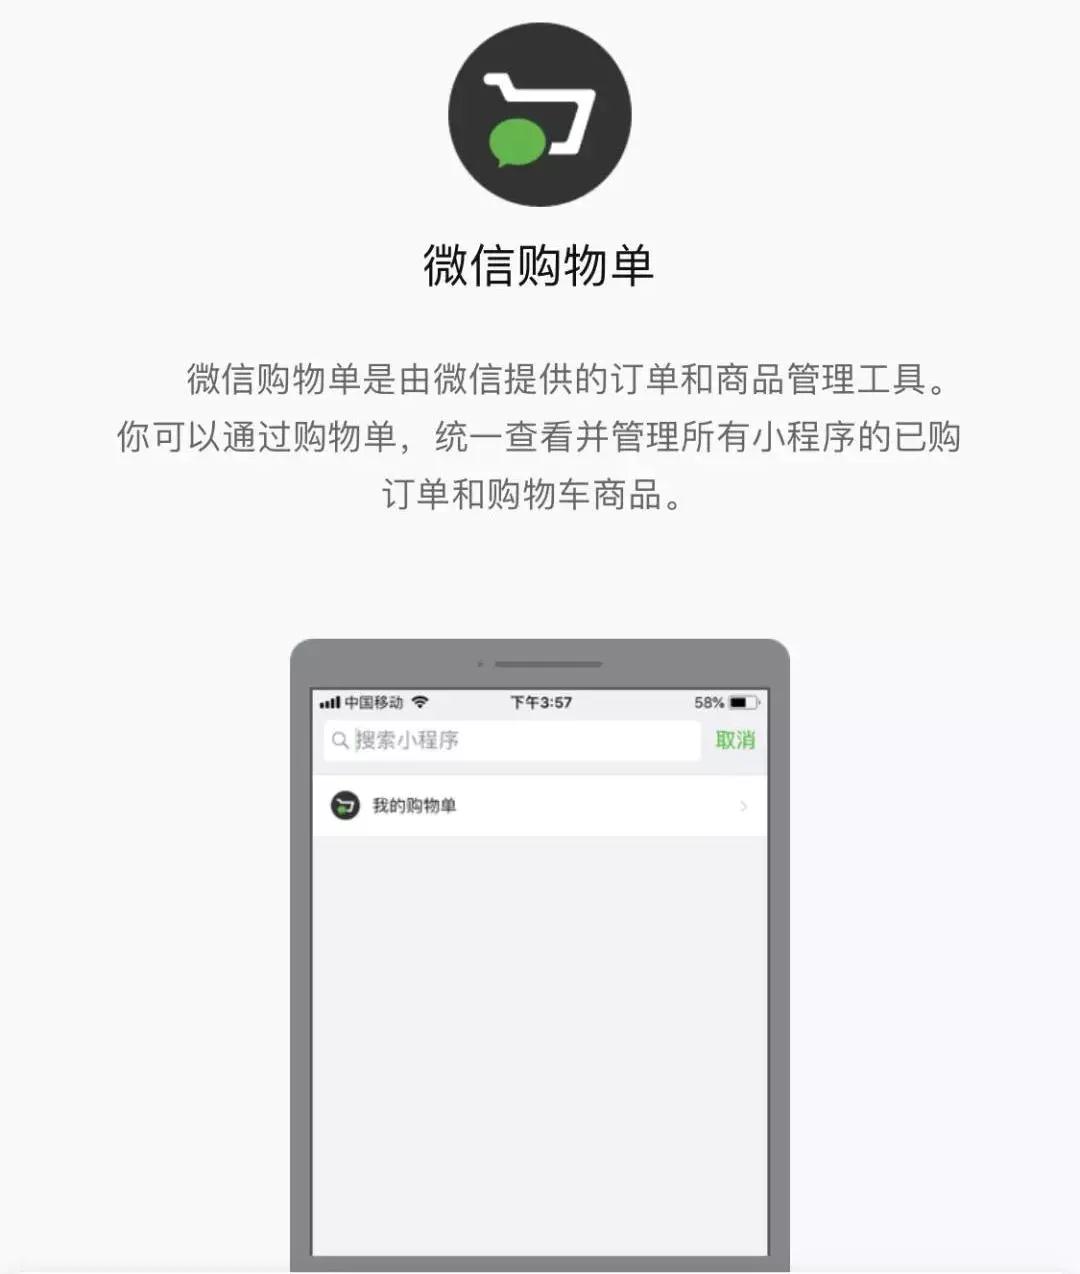 微信购物单
微信购物单是由微信提供的订单和商品管理工具。
你可以通过购物单，统一查看并管理所有小程序的已购
订单和购物车商品。
中国移动 下午3:57 58%
搜索小程序 取消
我的购物单